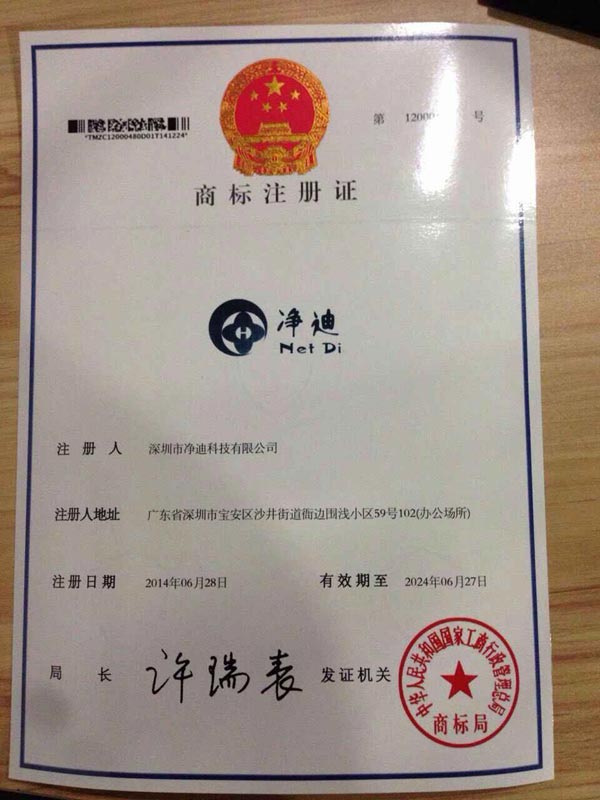 *TMZC12000480D01T141224*
第 12000 号
商标注册证
净迪
Net Di
注册人 深圳市净迪科技有限公司
注册人地址 广东省深圳市宝安区沙井街道衙边围浅小区59号102(办公场所)
注册日期 2014年06月28日 有效期至 2024年06月27日
局长 许瑞表 发证机关
中华人民共和国国家工商行政管理总局
商标局